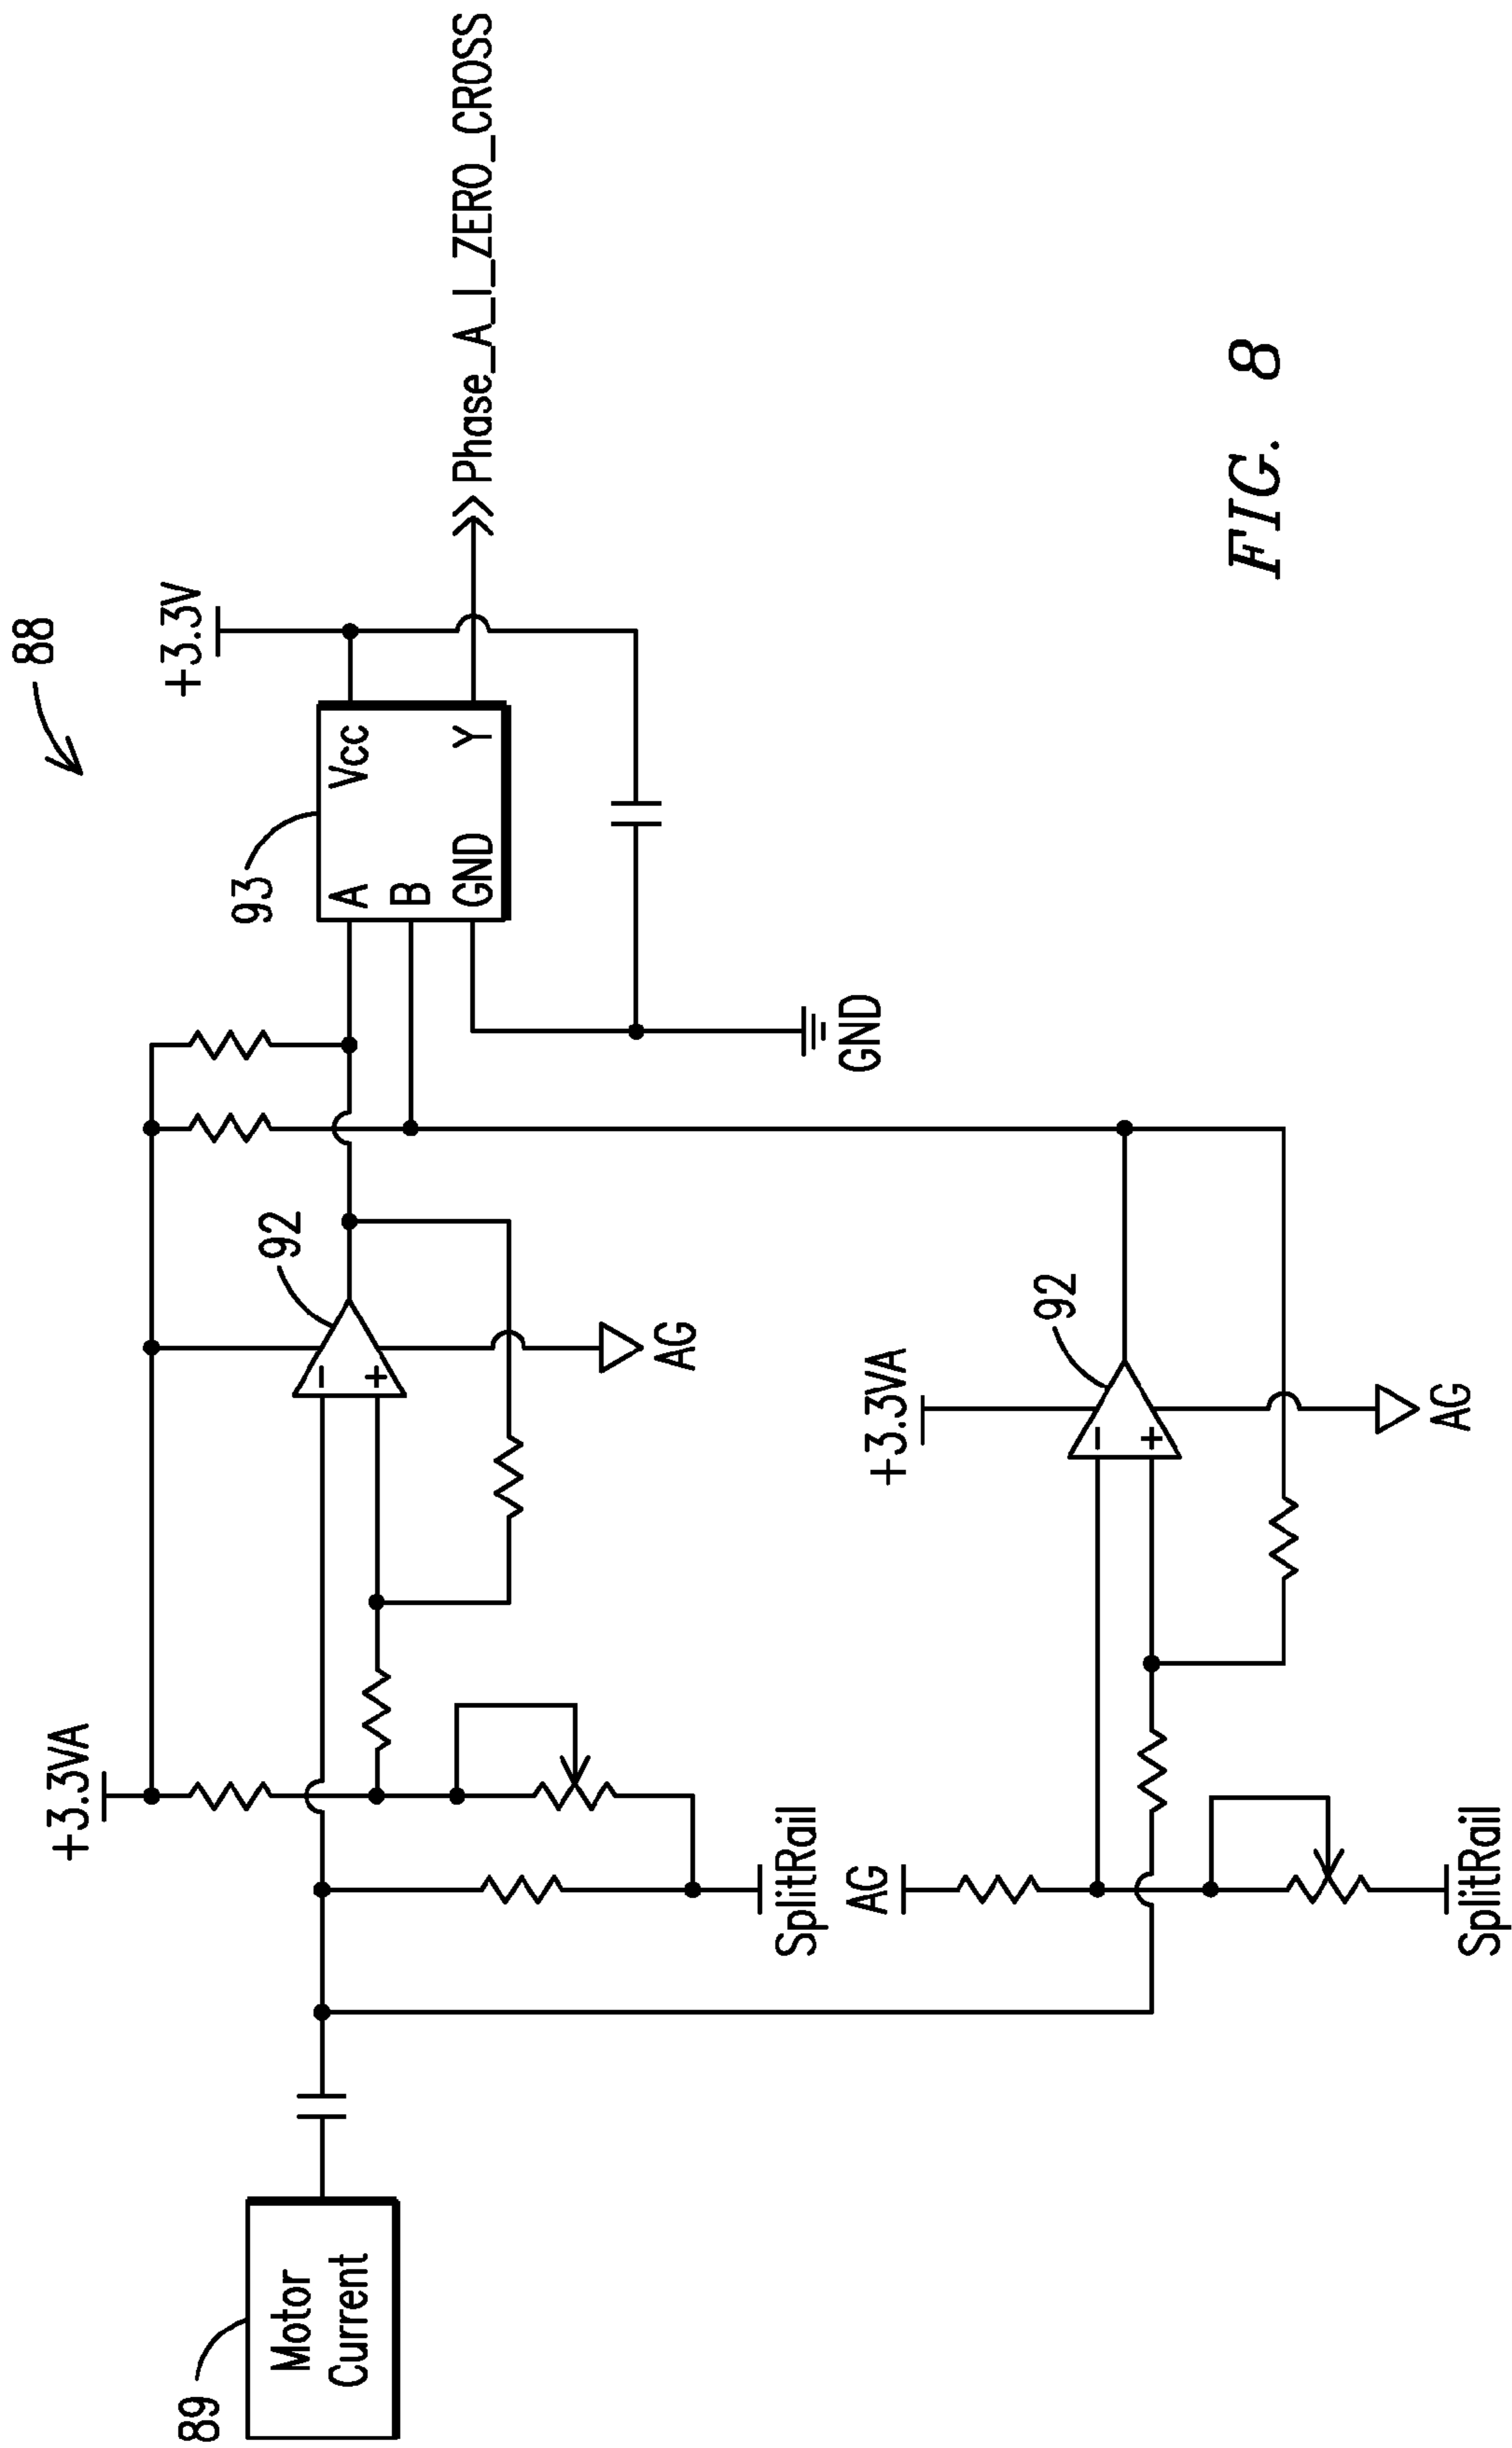 88
+3.3VA
+3.3V
93
A
Vcc
B
GND
Y
Phase_A_I_ZERO_CROSS
92
−
+
AG
89
Motor
Current
SplitRail
GND
AG
+3.3VA
92
−
+
AG
SplitRail
FIG. 8